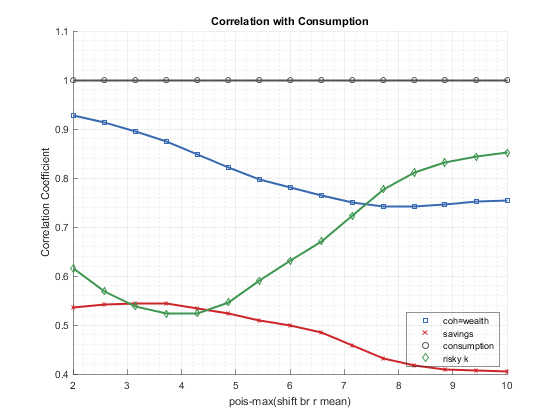 Correlation with Consumption
1.1
1
0.9
0.8
0.7
0.6
0.5
0.4
Correlation Coefficient
coh=wealth
savings
consumption
risky k
2 3 4 5 6 7 8 9 10
pois-max(shift br r mean)